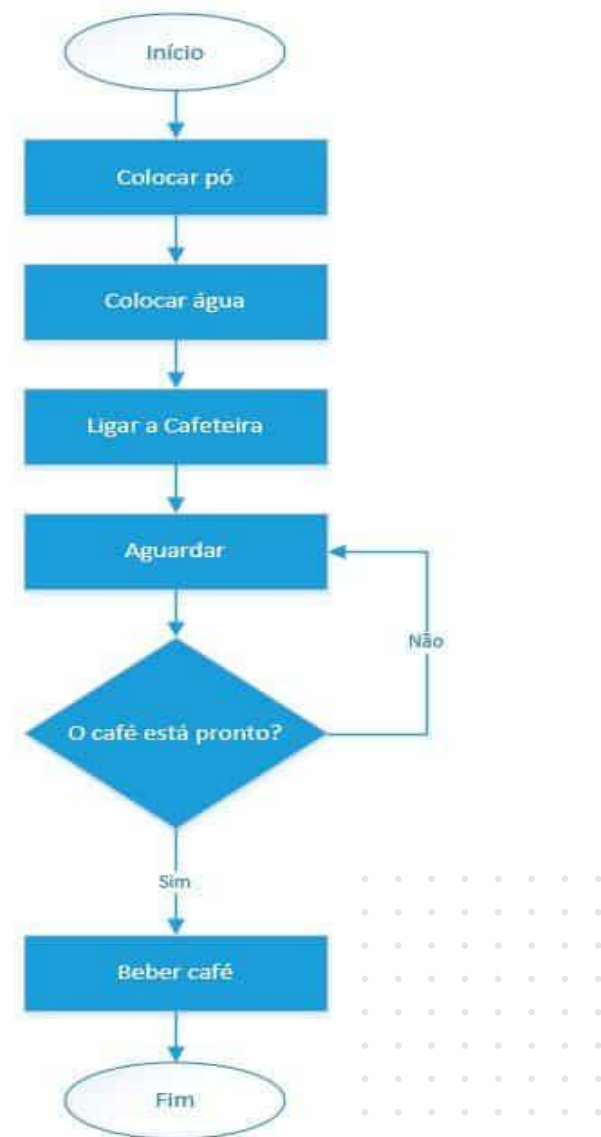 Início
Colocar pó
Colocar água
Ligar a Cafeteira
Aguardar
Não
O café está pronto?
Sim
Beber café
Fim